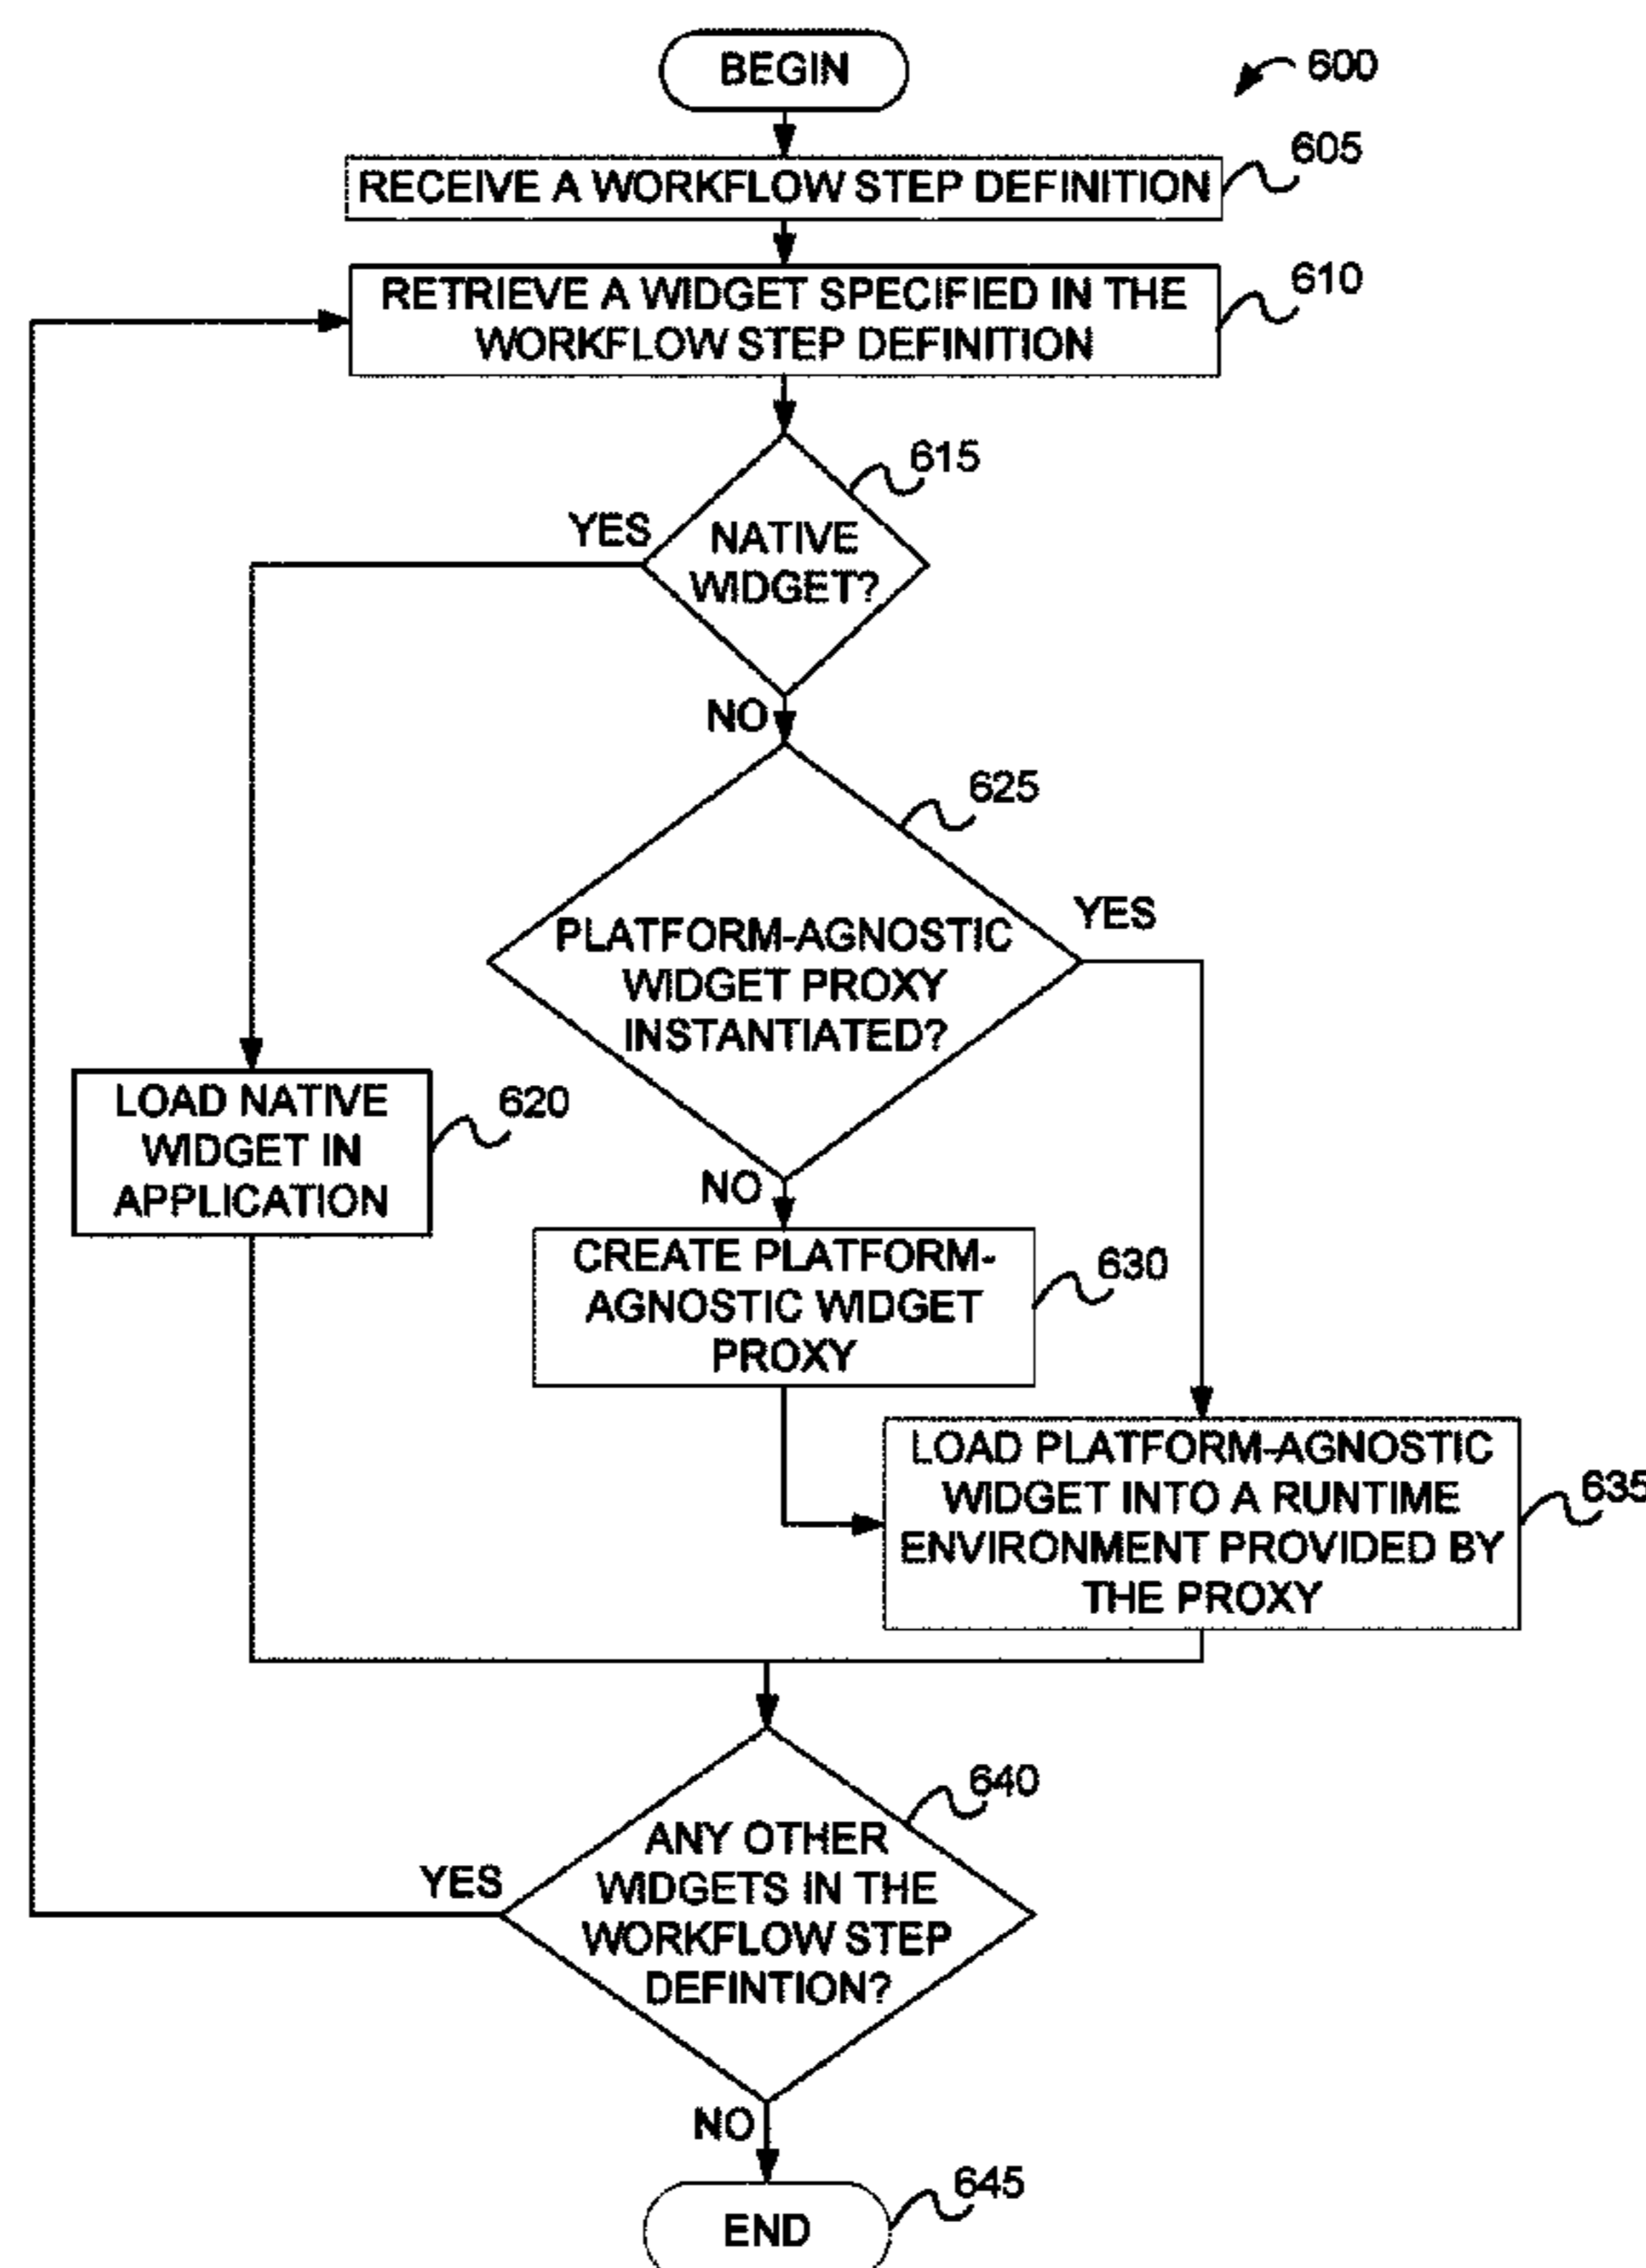 BEGIN
600
RECEIVE A WORKFLOW STEP DEFINITION
605
RETRIEVE A WIDGET SPECIFIED IN THE
WORKFLOW STEP DEFINITION
610
NATIVE
WIDGET?
615
YES
NO
PLATFORM-AGNOSTIC
WIDGET PROXY
INSTANTIATED?
625
YES
NO
LOAD NATIVE
WIDGET IN
APPLICATION
620
CREATE PLATFORM-
AGNOSTIC WIDGET
PROXY
630
LOAD PLATFORM-AGNOSTIC
WIDGET INTO A RUNTIME
ENVIRONMENT PROVIDED BY
THE PROXY
635
ANY OTHER
WIDGETS IN THE
WORKFLOW STEP
DEFINTION?
640
YES
NO
END
645